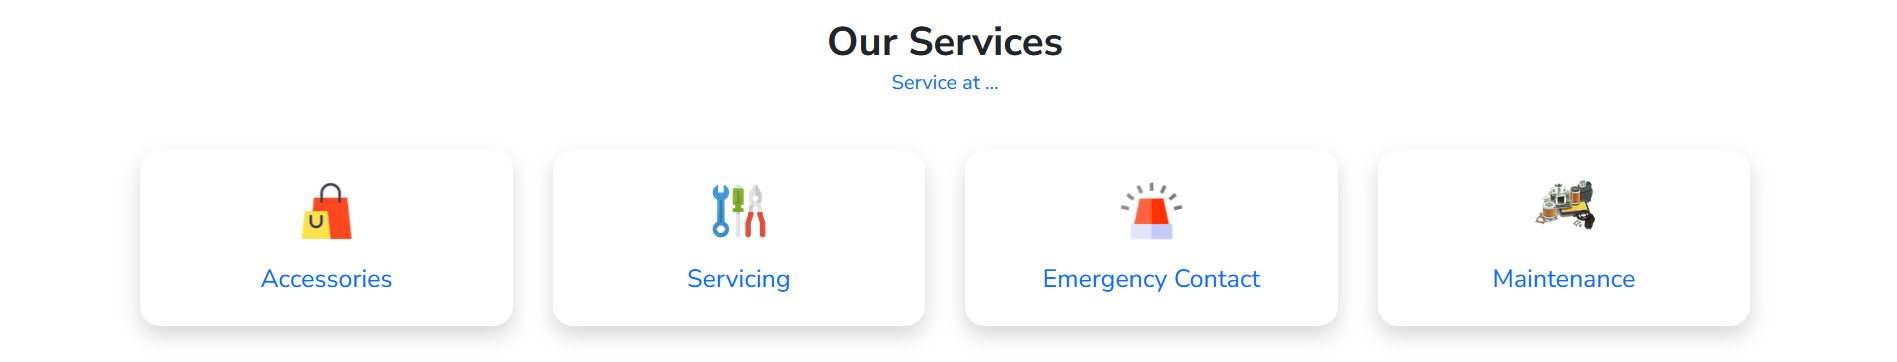 Our Services
Service at ...
Accessories
Servicing
Emergency Contact
Maintenance